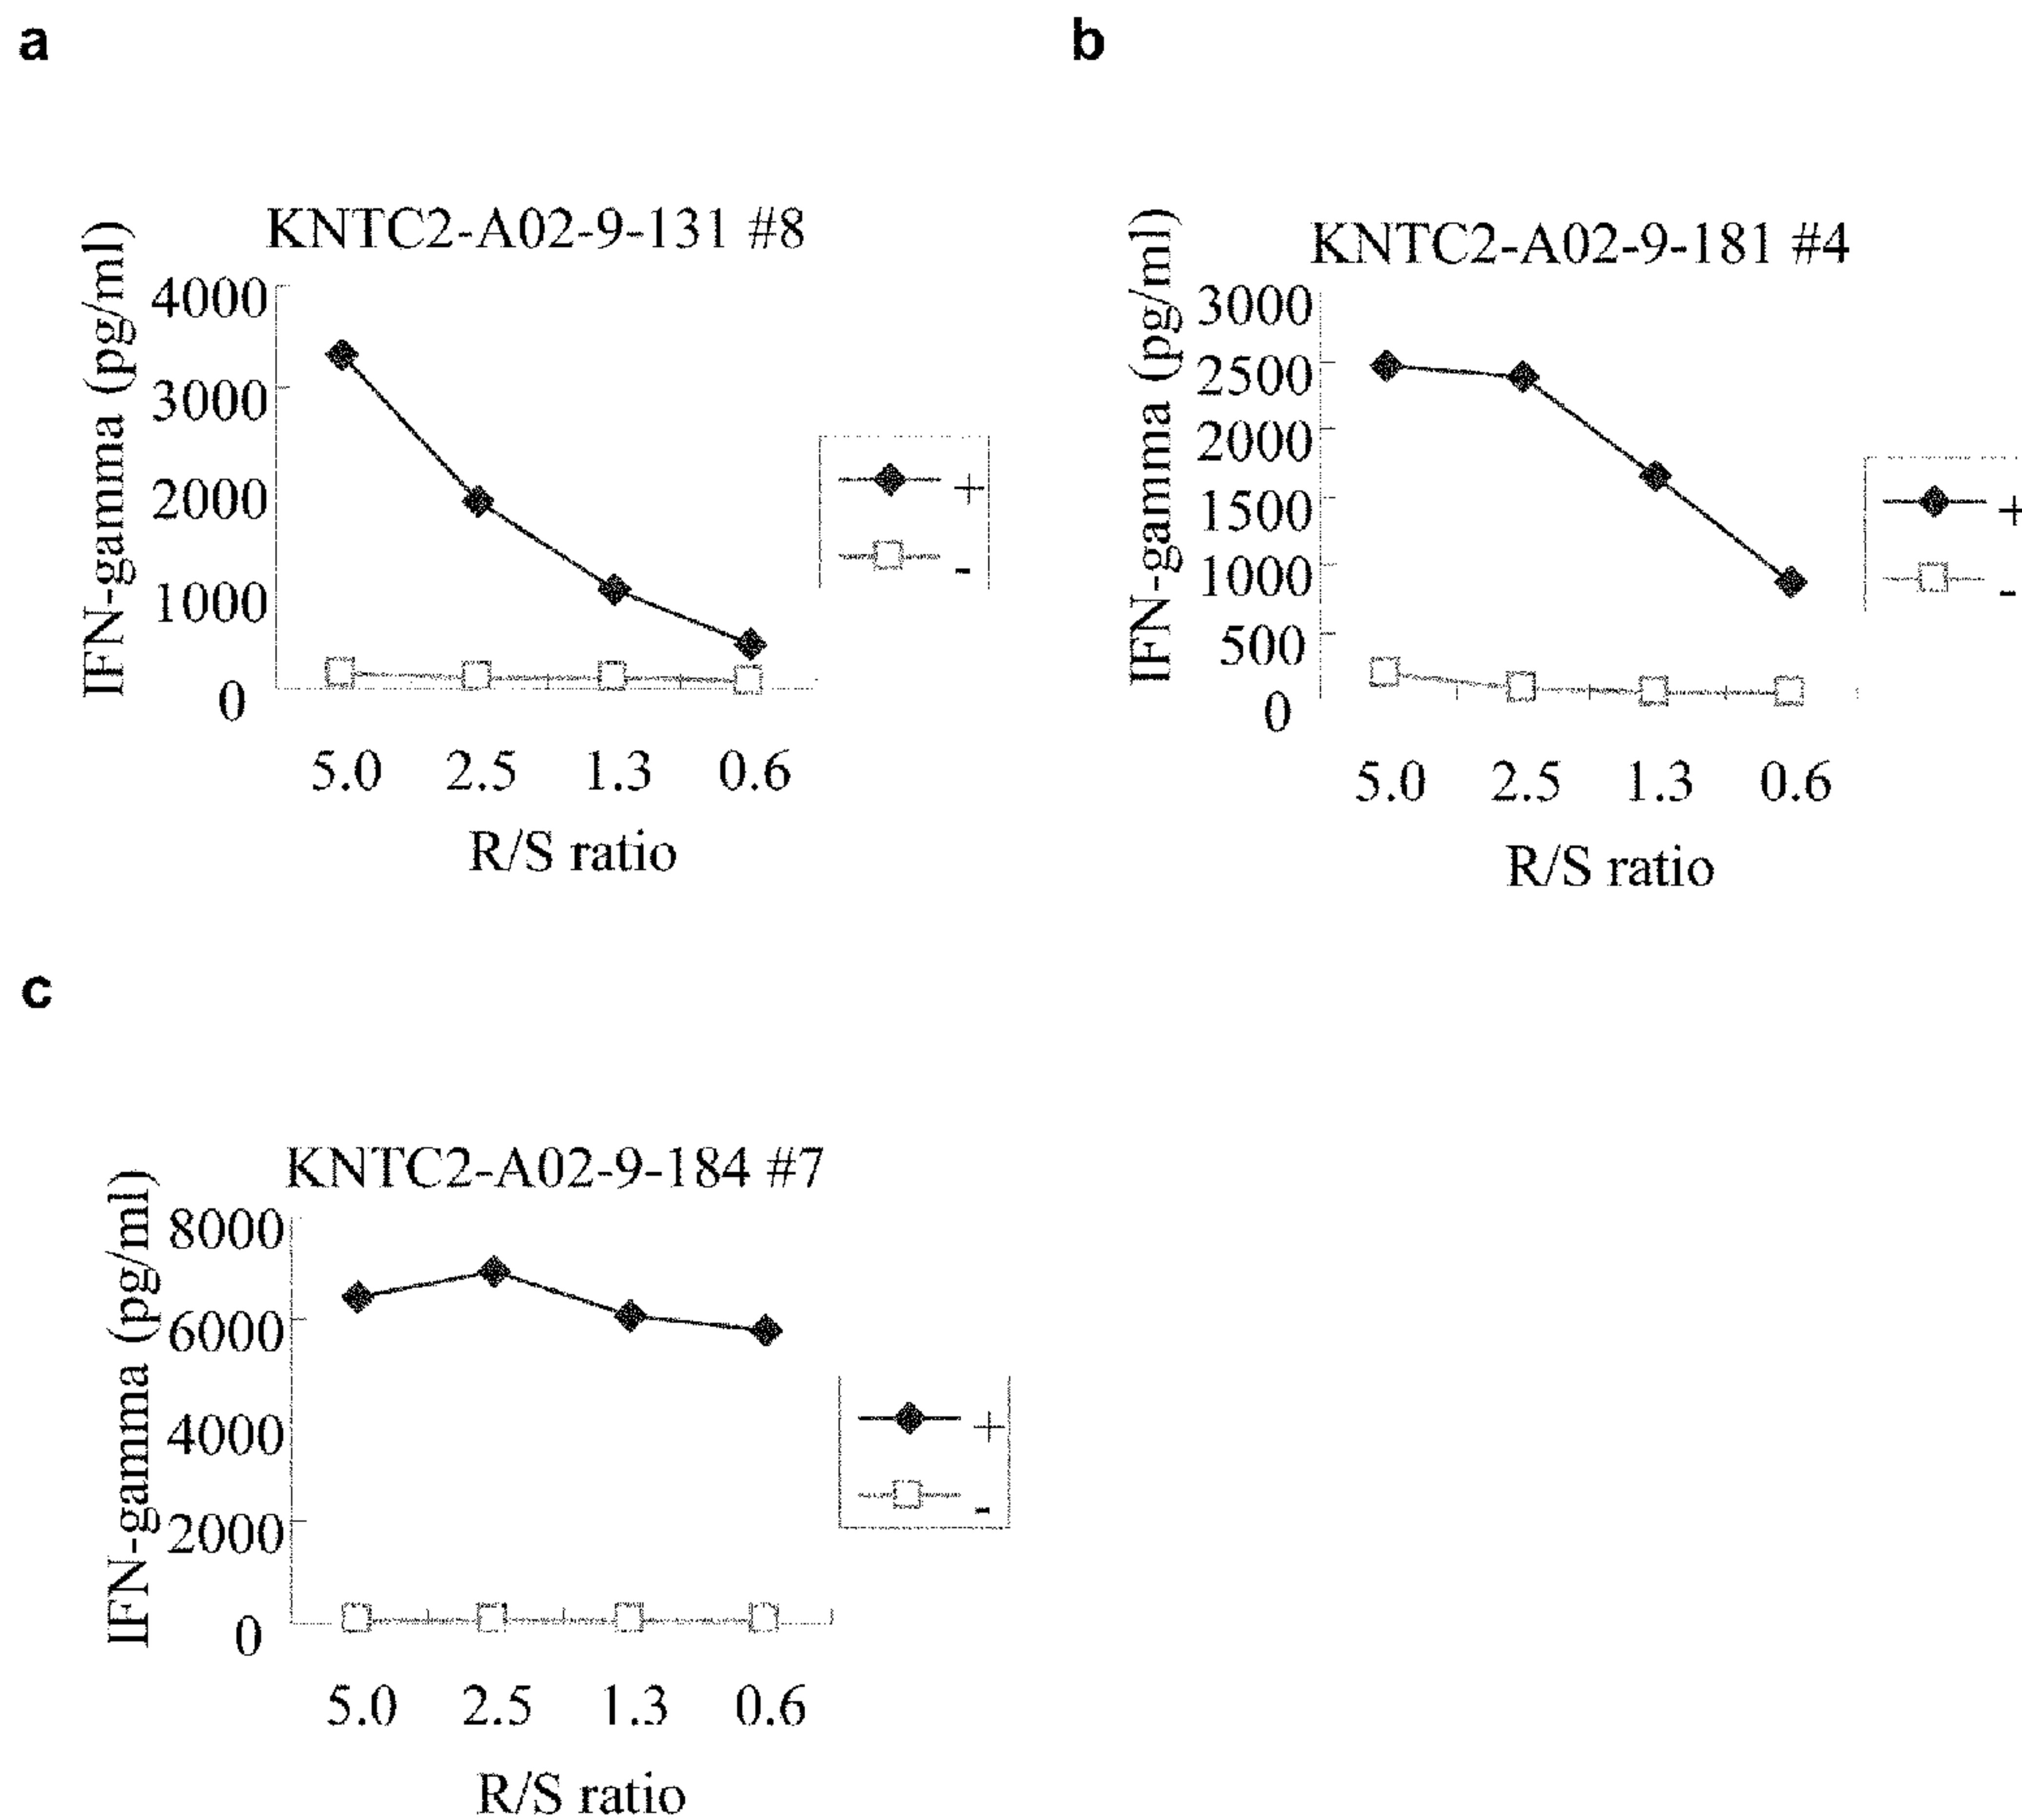 a
KNTC2-A02-9-131 #8
IFN-gamma (pg/ml)
4000
3000
2000
1000
0
5.0 2.5 1.3 0.6
R/S ratio
+
-
b
KNTC2-A02-9-181 #4
IFN-gamma (pg/ml)
3000
2500
2000
1500
1000
500
0
5.0 2.5 1.3 0.6
R/S ratio
+
-
c
KNTC2-A02-9-184 #7
IFN-gamma (pg/ml)
8000
6000
4000
2000
0
5.0 2.5 1.3 0.6
R/S ratio
+
-